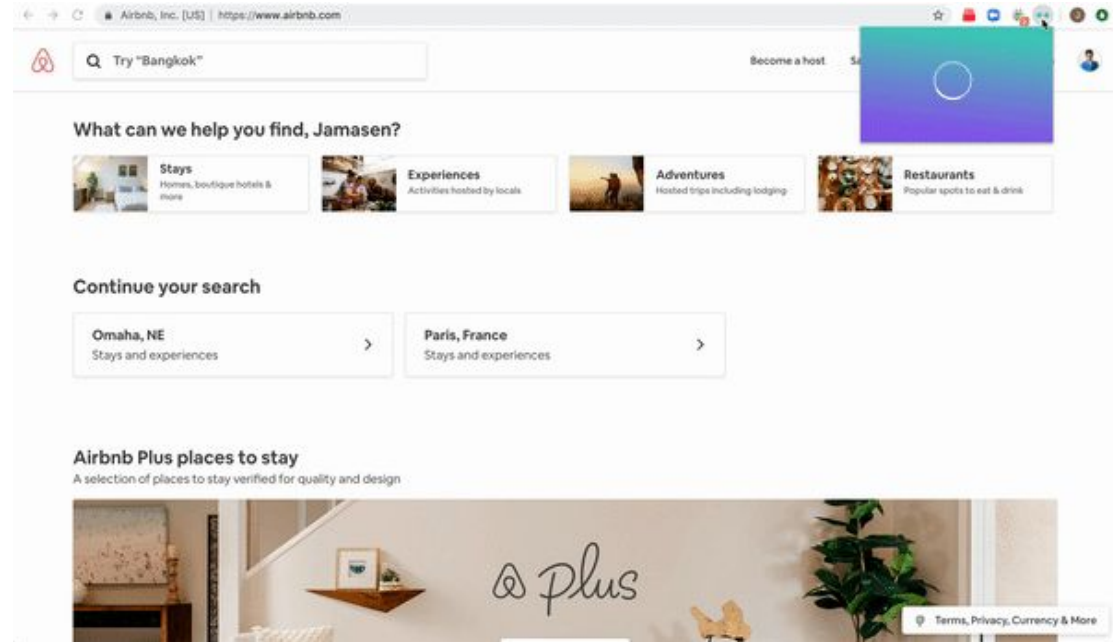 Airbnb, Inc. [US] | https://www.airbnb.com
Try "Bangkok"
Become a host
What can we help you find, Jamasen?
Stays
Homes, boutique hotels &
more
Experiences
Activities hosted by locals
Adventures
Hosted trips including lodging
Restaurants
Popular spots to eat & drink
Continue your search
Omaha, NE
Stays and experiences
Paris, France
Stays and experiences
Airbnb Plus places to stay
A selection of places to stay verified for quality and design
plus
Terms, Privacy, Currency & More